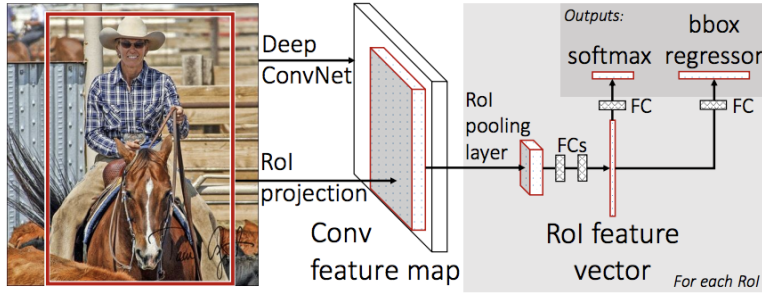 Deep
ConvNet
RoI
projection
Conv
feature map
RoI
pooling
layer
FCs
Outputs:
softmax
bbox
regressor
FC
FC
RoI feature
vector
For each RoI